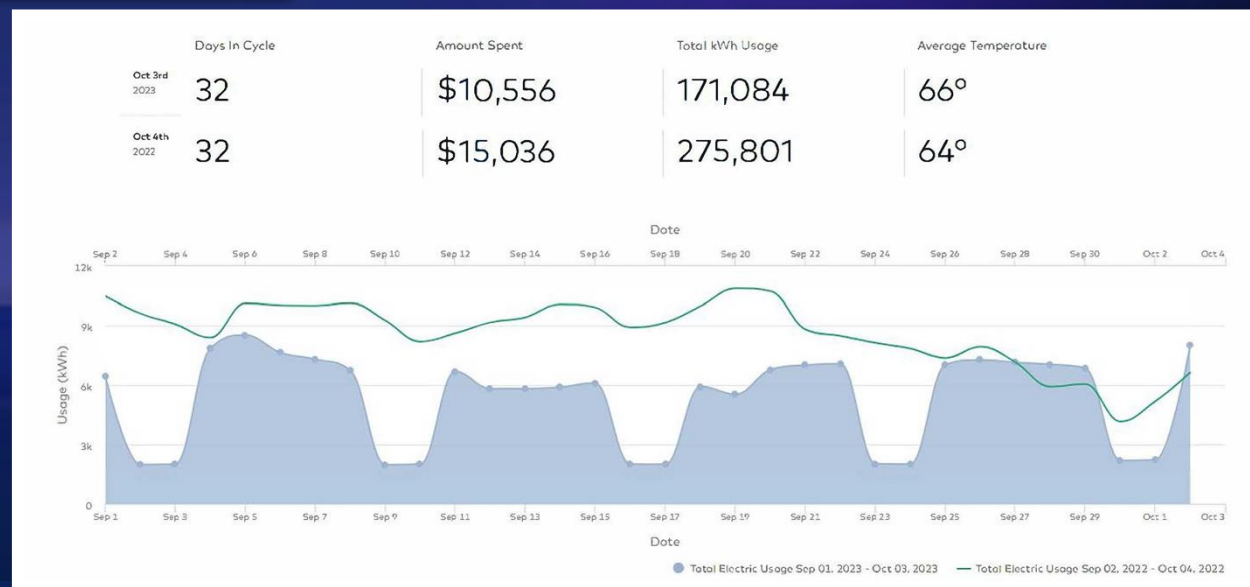 Days In Cycle Amount Spent Total kWh Usage Average Temperature
Oct 3rd
2023
32 $10,556 171,084 66°
Oct 4th
2022
32 $15,036 275,801 64°
Date
Sep 2 Sep 4 Sep 6 Sep 8 Sep 10 Sep 12 Sep 14 Sep 16 Sep 18 Sep 20 Sep 22 Sep 24 Sep 26 Sep 28 Sep 30 Oct 2 Oct 4
12k
9k
6k
3k
0
Usage (kWh)
Sep 1 Sep 3 Sep 5 Sep 7 Sep 9 Sep 11 Sep 13 Sep 15 Sep 17 Sep 19 Sep 21 Sep 23 Sep 25 Sep 27 Sep 29 Oct 1 Oct 3
Date
Total Electric Usage Sep 01, 2023 - Oct 03, 2023 Total Electric Usage Sep 02, 2022 - Oct 04, 2022